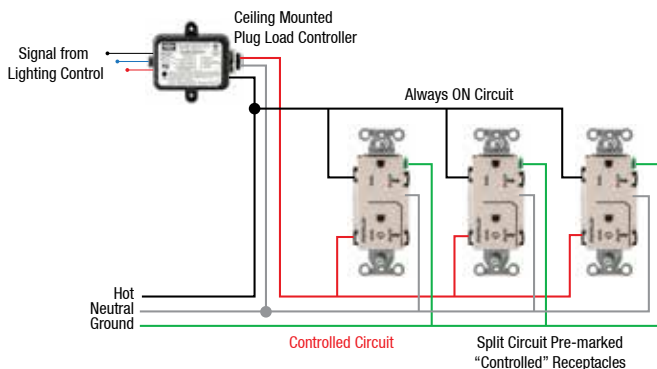 Ceiling Mounted
Plug Load Controller
Signal from
Lighting Control
Always ON Circuit
Hot
Neutral
Ground
Controlled Circuit
Split Circuit Pre-marked
“Controlled” Receptacles